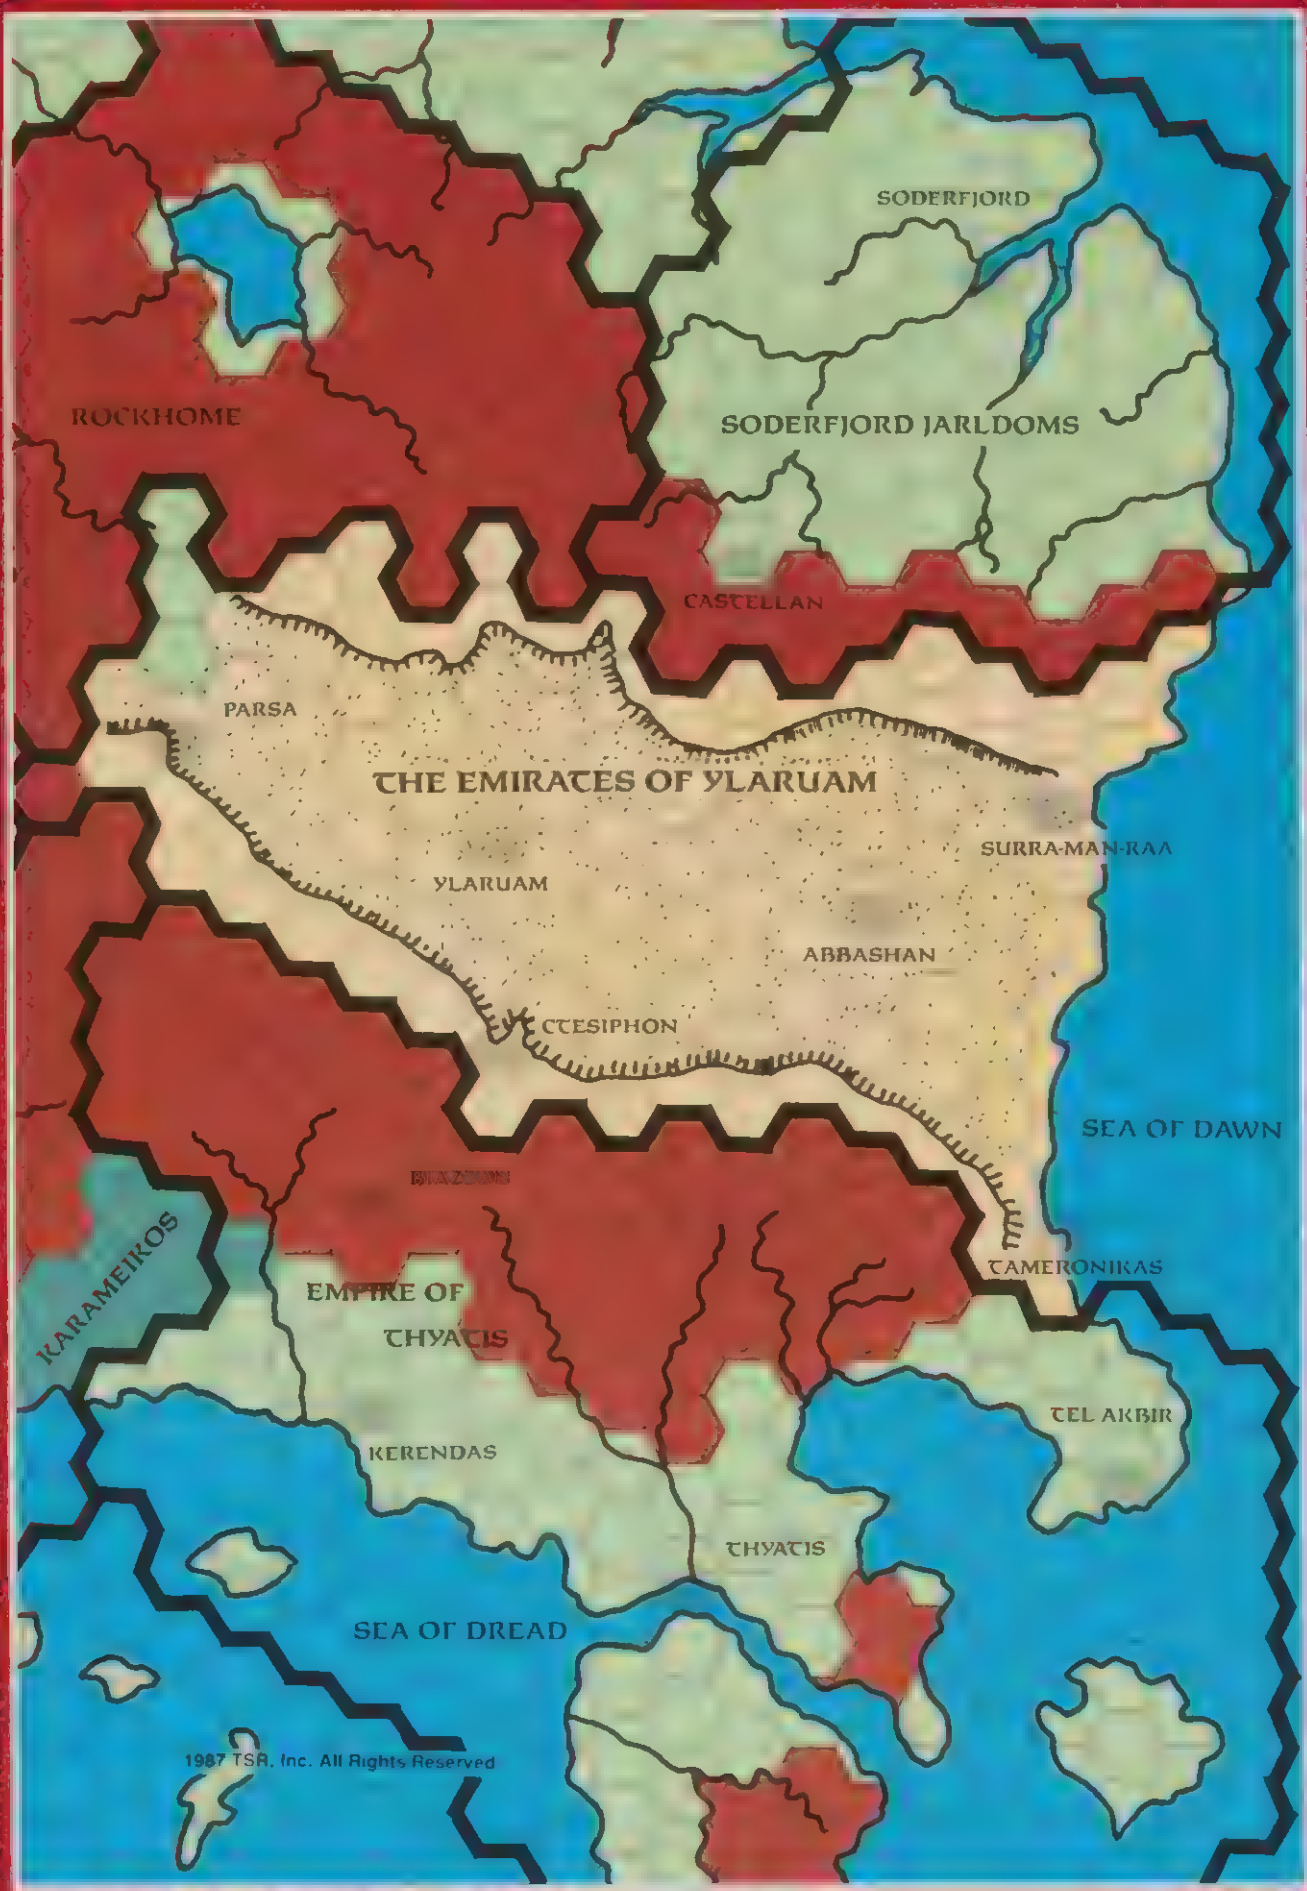 SODERFJORD
ROCKHOME
SODERFJORD JARLDOMS
CASTELLAN
PARSA
THE EMIRATES OF YLARUAM
SURRA-MAN-RAA
YLARUAM
ABBASHAN
CTESIPHON
SEA OF DAWN
KARAMEIKOS
TAMERONIKAS
EMPIRE OF
THYATIS
TEL AKBIR
KERENDAS
THYATIS
SEA OF DREAD
1987 TSR, Inc. All Rights Reserved